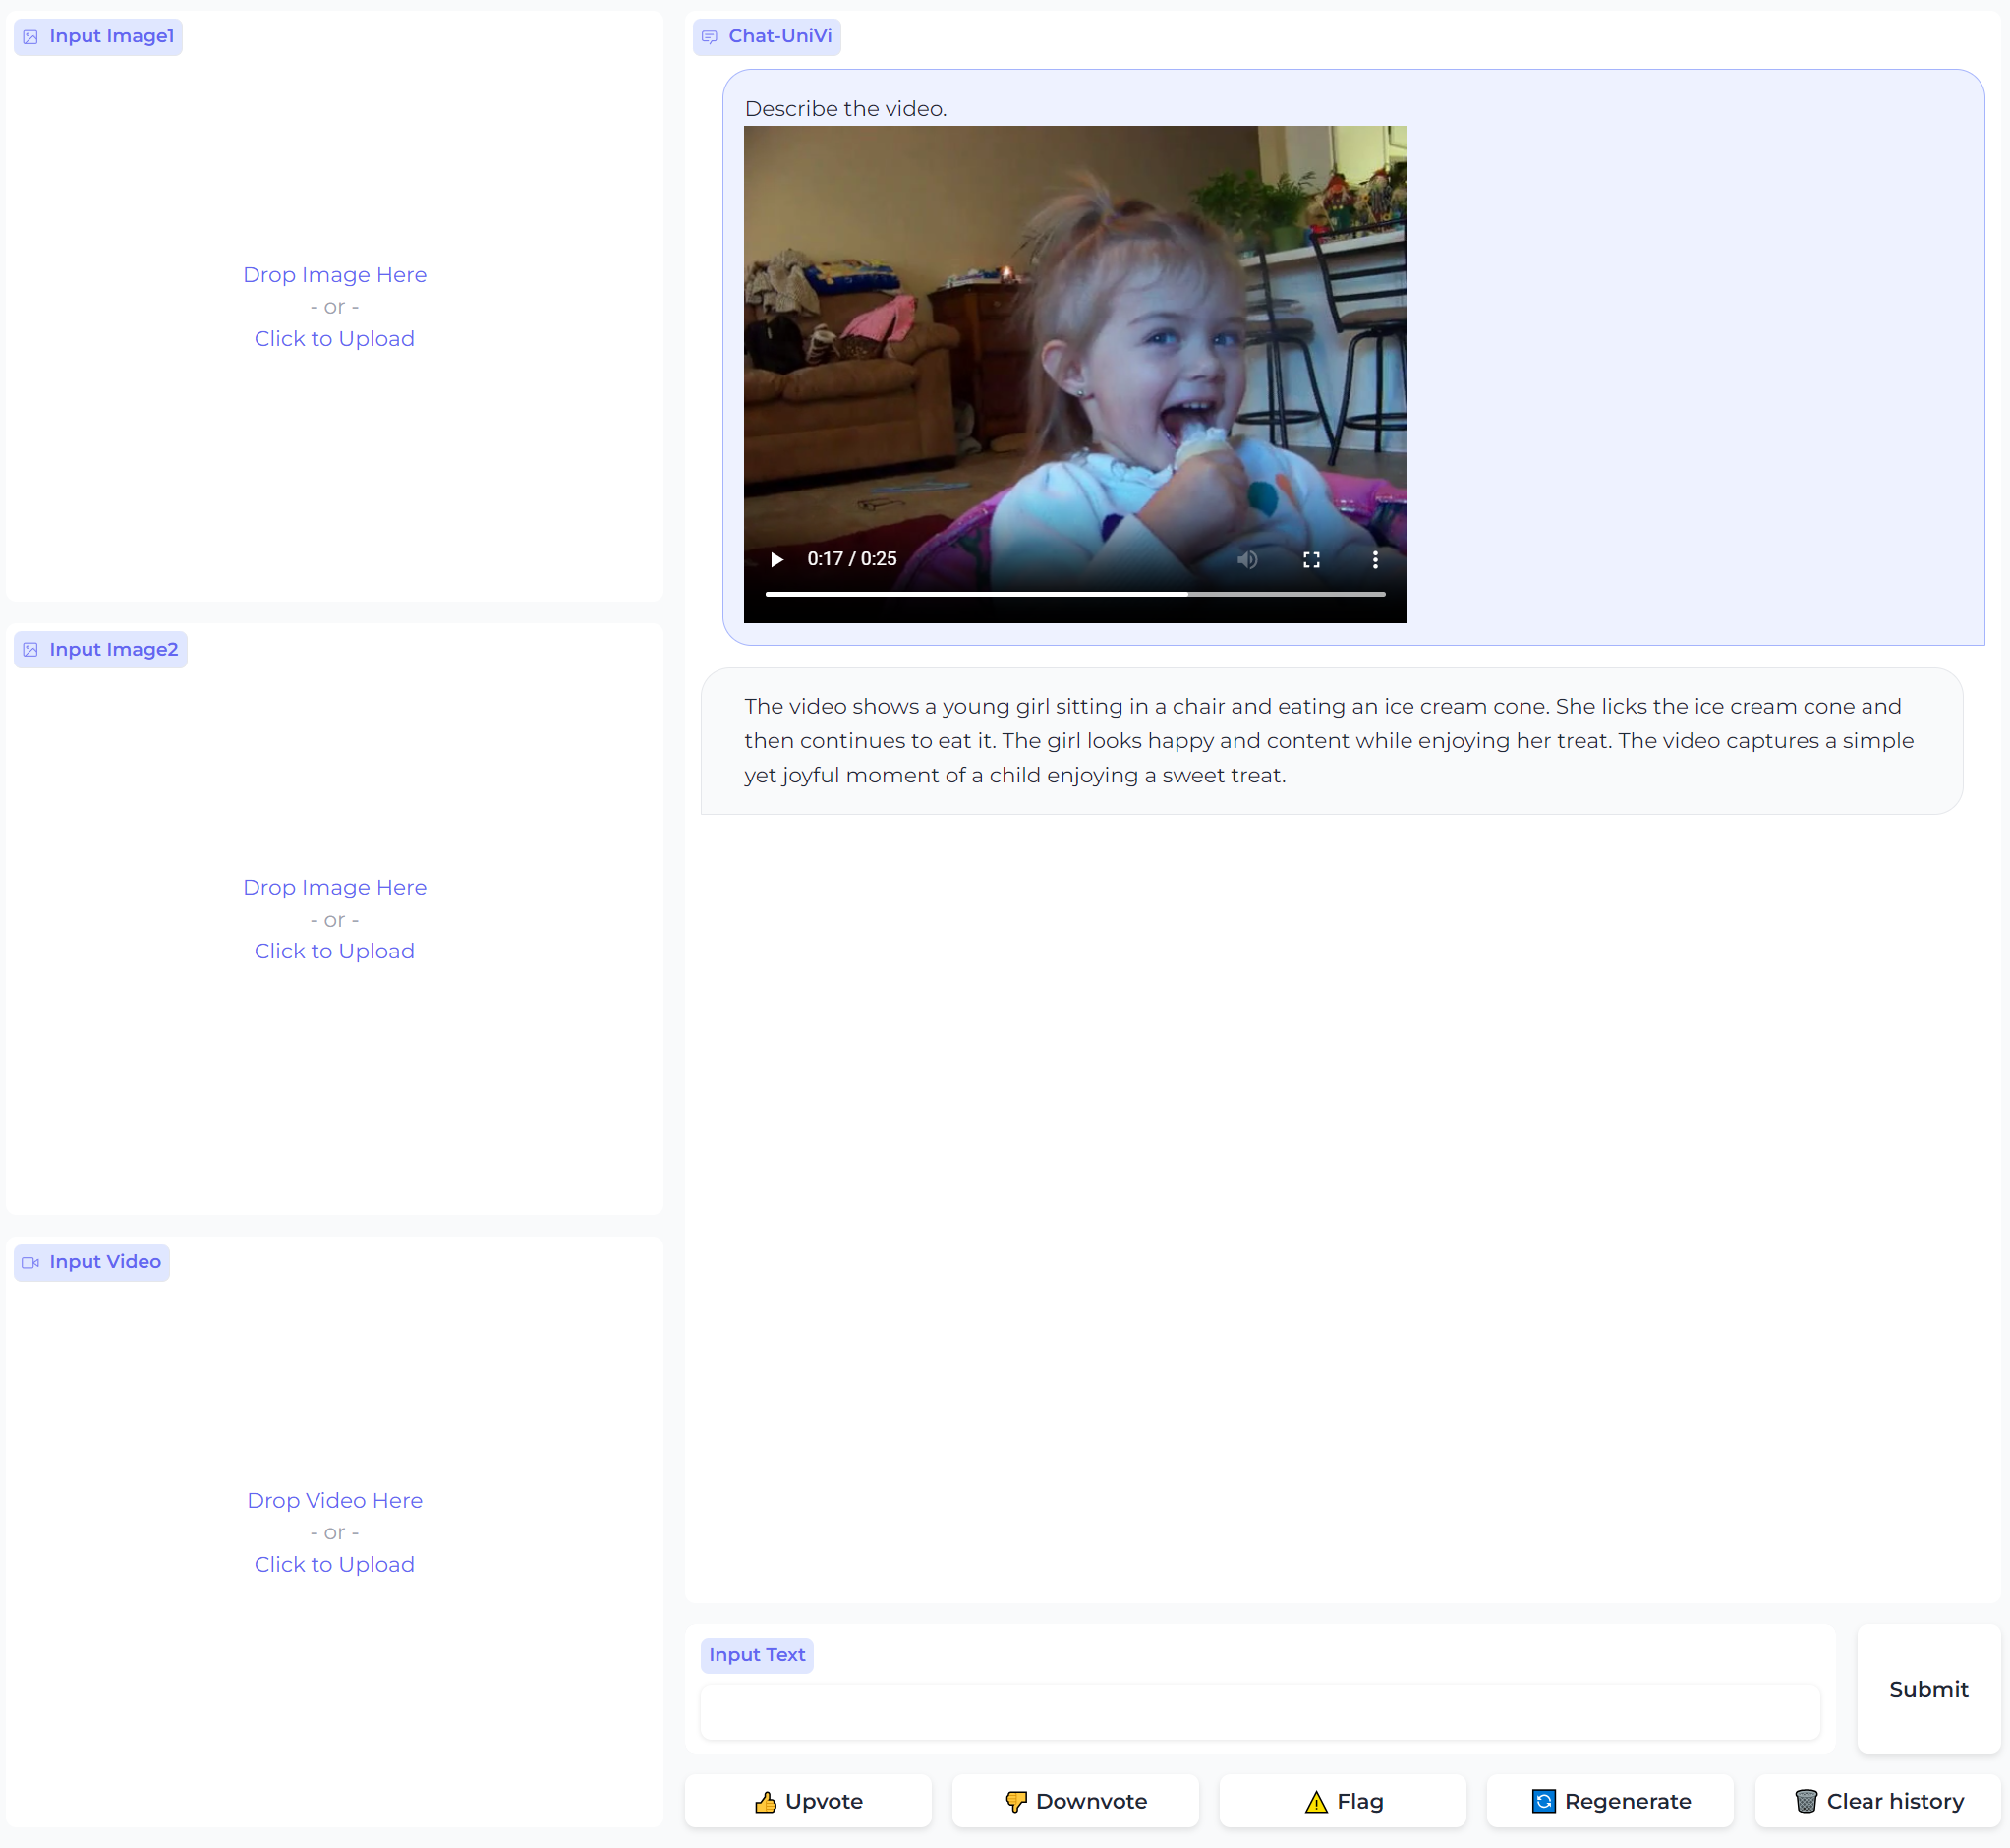 Input Image1
Drop Image Here
- or -
Click to Upload
Input Image2
Drop Image Here
- or -
Click to Upload
Input Video
Drop Video Here
- or -
Click to Upload
Chat-UniVi
Describe the video.
0:17 / 0:25
The video shows a young girl sitting in a chair and eating an ice cream cone. She licks the ice cream cone and
then continues to eat it. The girl looks happy and content while enjoying her treat. The video captures a simple
yet joyful moment of a child enjoying a sweet treat.
Input Text
Submit
Upvote
Downvote
Flag
Regenerate
Clear history